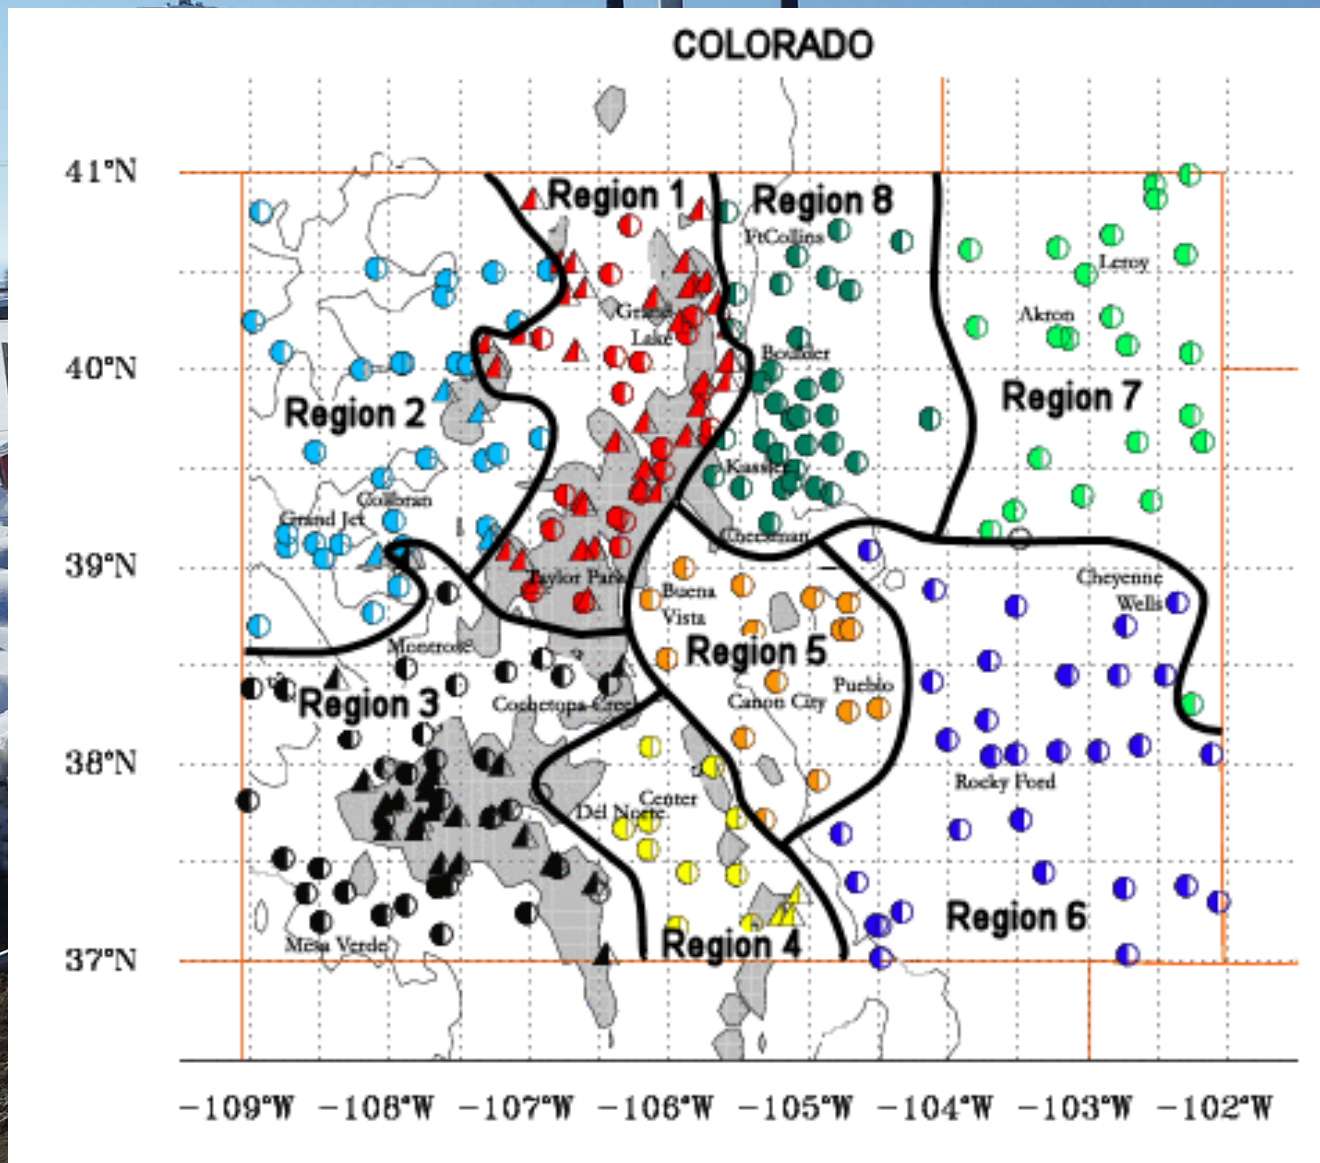 COLORADO
41°N
Region 1
Region 8
FtCollins
Leroy
Grand
Lake
Akron
Boulder
40°N
Region 2
Region 7
Kassler
Collbran
Grand Jct
Cheesman
39°N
Taylor Park
Buena
Vista
Cheyenne
Wells
Montrose
Region 5
Pueblo
Region 3
Cochetopa Creek
Canon City
38°N
Rocky Ford
Center
Del Norte
Region 6
Mesa Verde
Region 4
37°N
-109°W -108°W -107°W -106°W -105°W -104°W -103°W -102°W